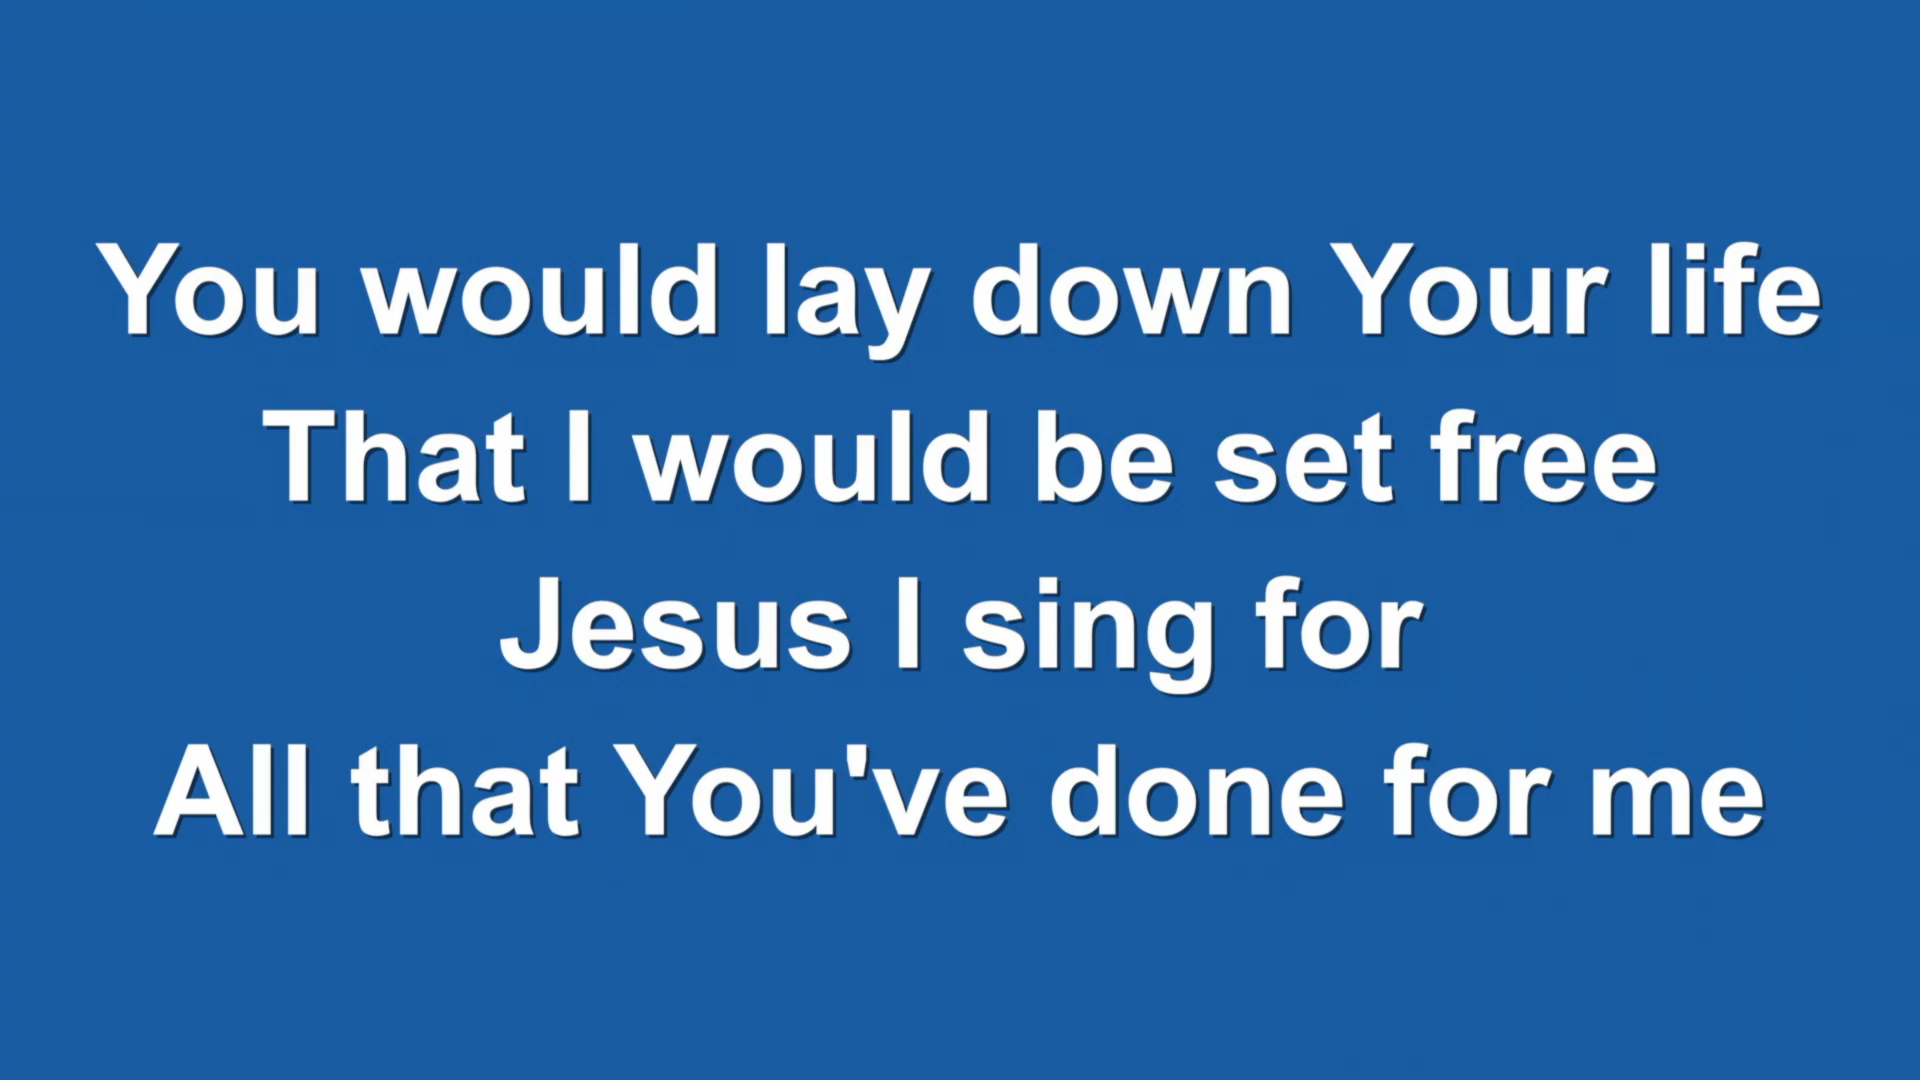 You would lay down Your life
That I would be set free
Jesus I sing for
All that You've done for me